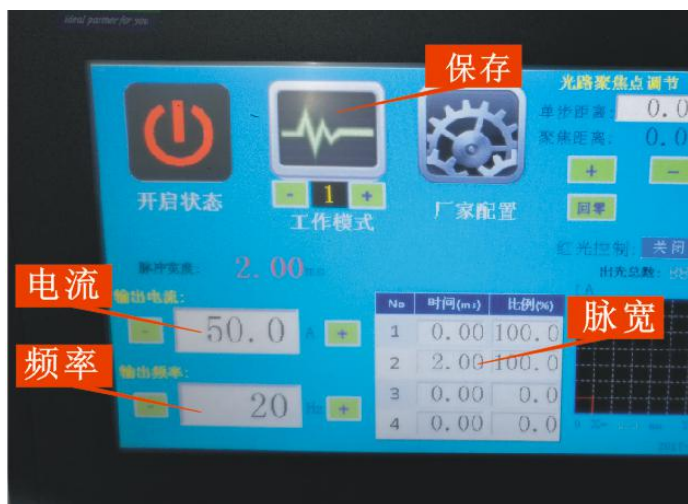 ideal partner for you
保存
光路聚焦点调节
单步距离: 0.0
聚焦距离: 0.0
+ -
开启状态
- 1 +
工作模式
厂家配置
回零
红光控制: 关闭
脉冲宽度: 2.00ms
出光总数:
电流
输出电流:
- 50.0 A +
频率
输出频率:
- 20 Hz +
脉宽
No 时间(ms) 比例(%)
1 0.00 100.0
2 2.00 100.0
3 0.00 0.0
4 0.00 0.0
A